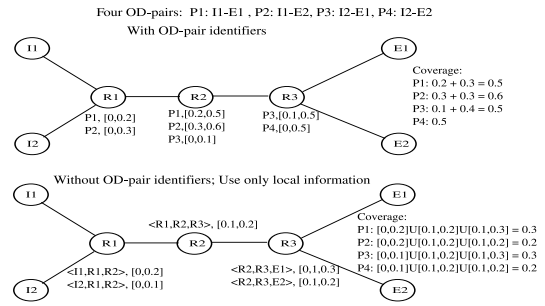 Four OD-pairs: P1: I1-E1 , P2: I1-E2, P3: I2-E1, P4: I2-E2
With OD-pair identifiers
I1
E1
R1
R2
R3
I2
E2
P1, [0,0.2]
P2, [0,0.3]
P1,[0.2,0.5]
P2,[0.3,0.6]
P3,[0,0.1]
P3,[0.1,0.5]
P4,[0,0.5]
Coverage:
P1: 0.2 + 0.3 = 0.5
P2: 0.3 + 0.3 = 0.6
P3: 0.1 + 0.4 = 0.5
P4: 0.5
Without OD-pair identifiers; Use only local information
I1
E1
<R1,R2,R3>, [0.1,0.2]
R1
R2
R3
I2
E2
<I1,R1,R2>, [0,0.2]
<I2,R1,R2>, [0,0.1]
<R2,R3,E1>, [0,1,0.3]
<R2,R3,E2>, [0.1,0.2]
Coverage:
P1: [0,0.2]U[0.1,0.2]U[0.1,0.3] = 0.3
P2: [0,0.2]U[0.1,0.2]U[0.1,0.2] = 0.2
P3: [0,0.1]U[0.1,0.2]U[0.1,0.3] = 0.3
P4: [0,0.1]U[0.1,0.2]U[0.1,0.2] = 0.2